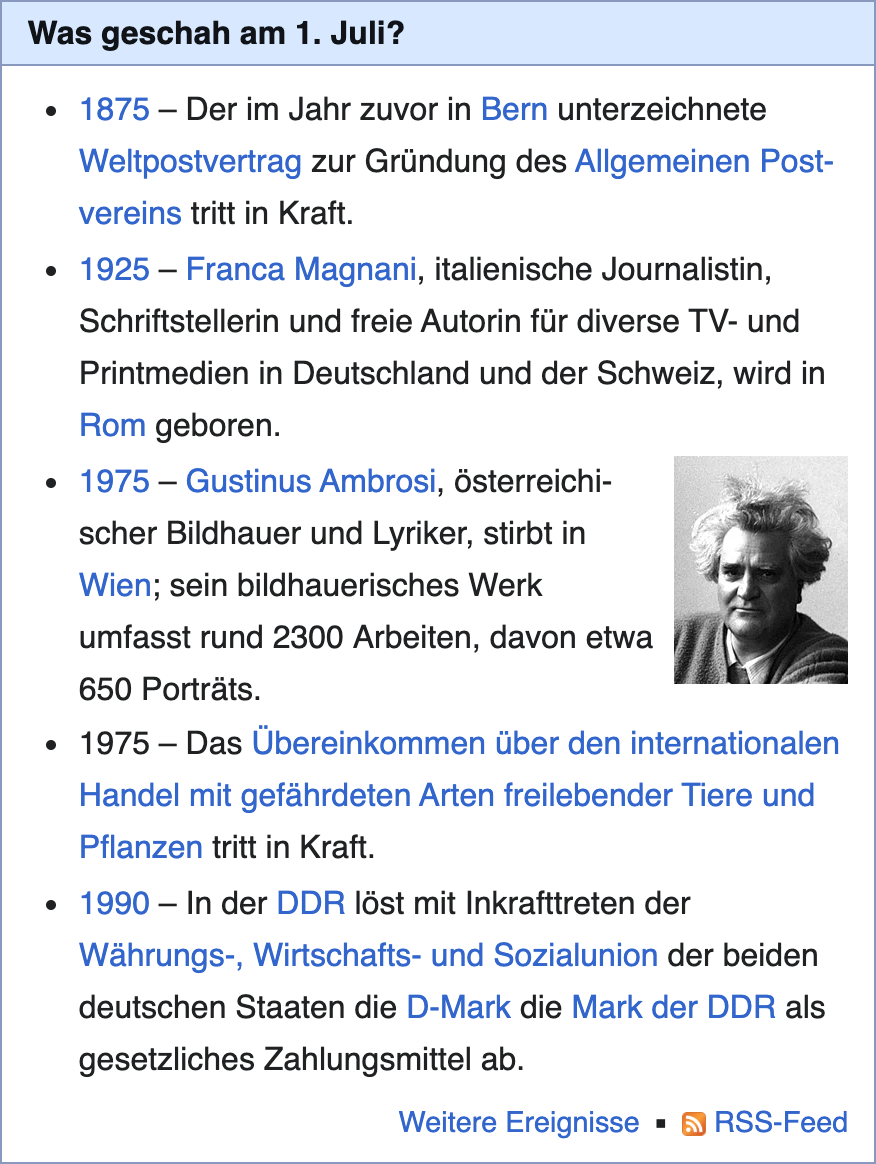 Was geschah am 1. Juli?
• 1875 – Der im Jahr zuvor in Bern unterzeichnete
Weltpostvertrag zur Gründung des Allgemeinen Post-
vereins tritt in Kraft.
• 1925 – Franca Magnani, italienische Journalistin,
Schriftstellerin und freie Autorin für diverse TV- und
Printmedien in Deutschland und der Schweiz, wird in
Rom geboren.
• 1975 – Gustinus Ambrosi, österreichi-
scher Bildhauer und Lyriker, stirbt in
Wien; sein bildhauerisches Werk
umfasst rund 2300 Arbeiten, davon etwa
650 Porträts.
• 1975 – Das Übereinkommen über den internationalen
Handel mit gefährdeten Arten freilebender Tiere und
Pflanzen tritt in Kraft.
• 1990 – In der DDR löst mit Inkrafttreten der
Währungs-, Wirtschafts- und Sozialunion der beiden
deutschen Staaten die D-Mark die Mark der DDR als
gesetzliches Zahlungsmittel ab.
Weitere Ereignisse ▪ RSS-Feed